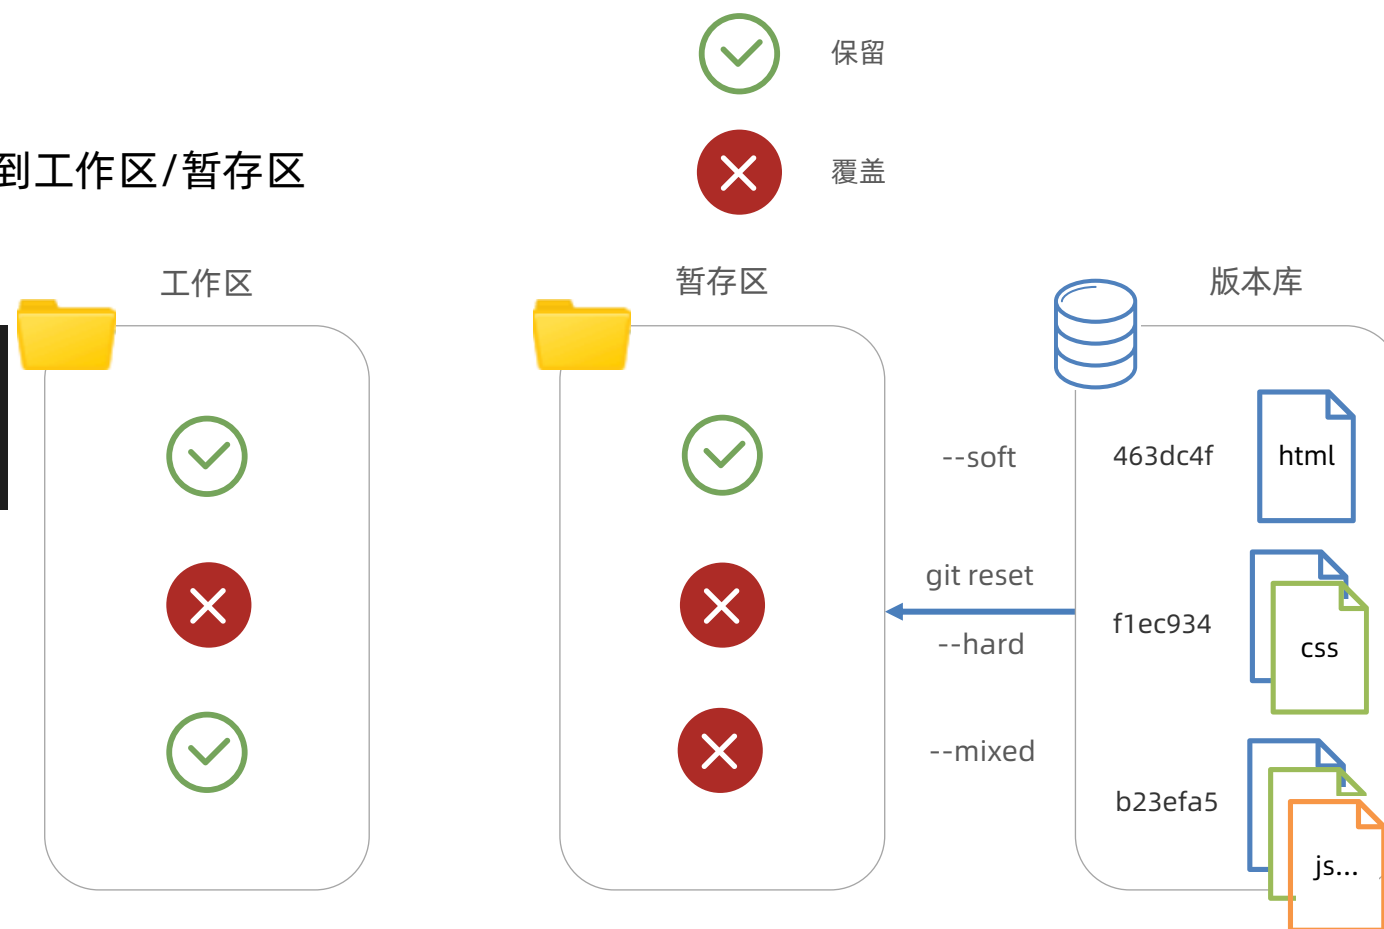 保留
覆盖
到工作区/暂存区
工作区
暂存区
版本库
--soft
463dc4f
html
git reset
--hard
f1ec934
css
--mixed
b23efa5
js...